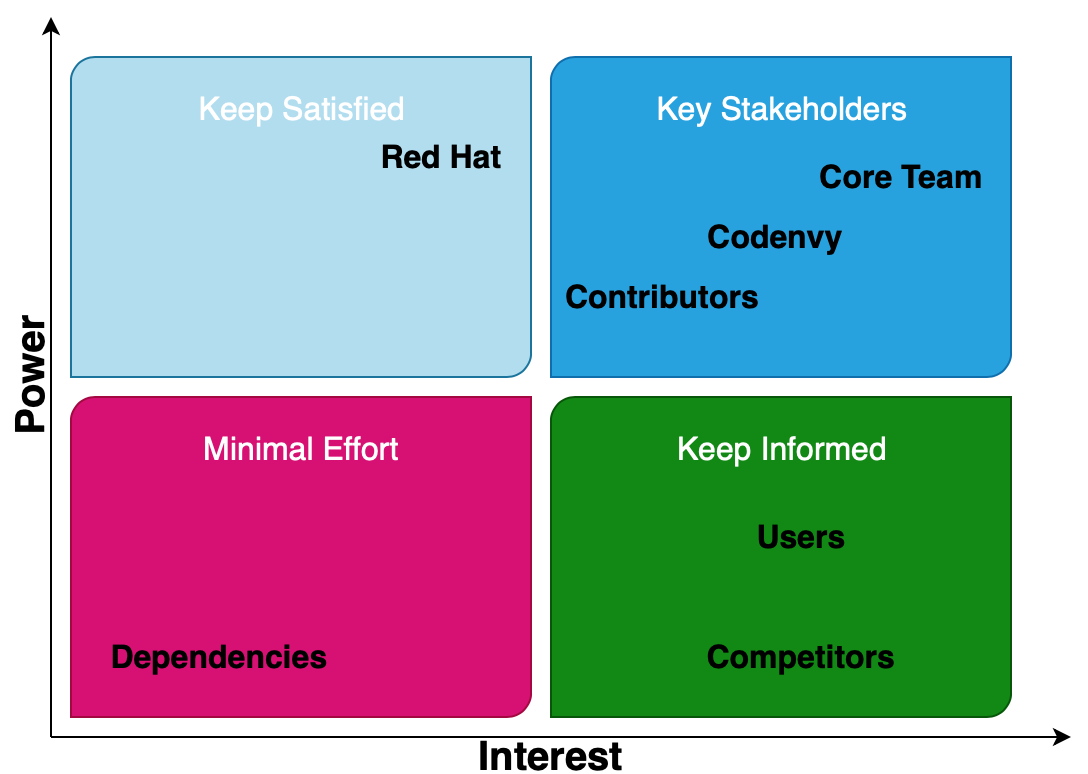 Keep Satisfied
Red Hat
Key Stakeholders
Core Team
Codenvy
Contributors
Power
Minimal Effort
Dependencies
Keep Informed
Users
Competitors
Interest